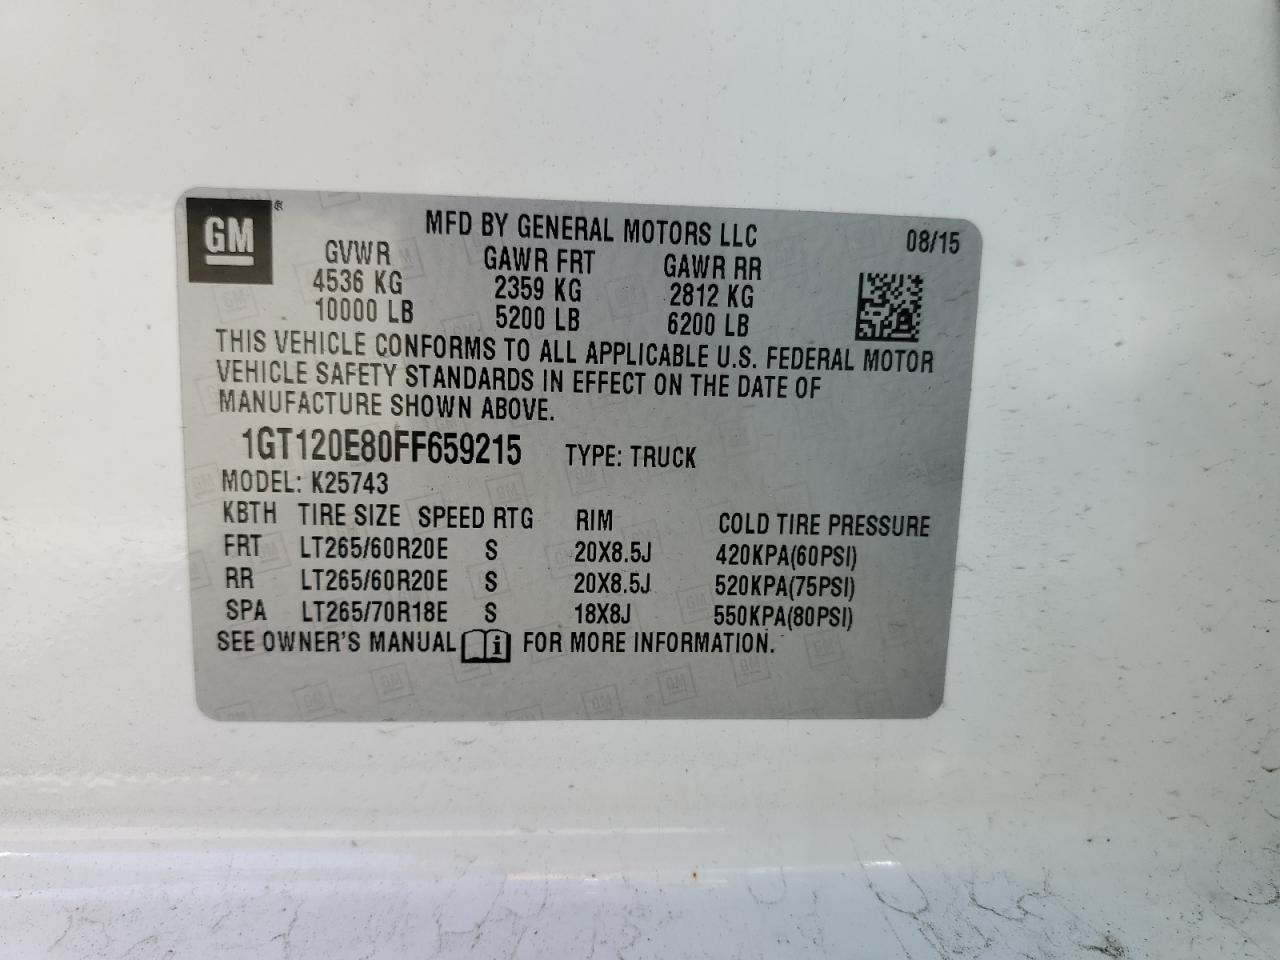 GM ®
MFD BY GENERAL MOTORS LLC 08/15
GVWR GAWR FRT GAWR RR
4536 KG 2359 KG 2812 KG
10000 LB 5200 LB 6200 LB
THIS VEHICLE CONFORMS TO ALL APPLICABLE U.S. FEDERAL MOTOR
VEHICLE SAFETY STANDARDS IN EFFECT ON THE DATE OF
MANUFACTURE SHOWN ABOVE.
1GT120E80FF659215 TYPE: TRUCK
MODEL: K25743
KBTH TIRE SIZE SPEED RTG RIM COLD TIRE PRESSURE
FRT LT265/60R20E S 20X8.5J 420KPA(60PSI)
RR LT265/60R20E S 20X8.5J 520KPA(75PSI)
SPA LT265/70R18E S 18X8J 550KPA(80PSI)
SEE OWNER'S MANUAL i FOR MORE INFORMATION.